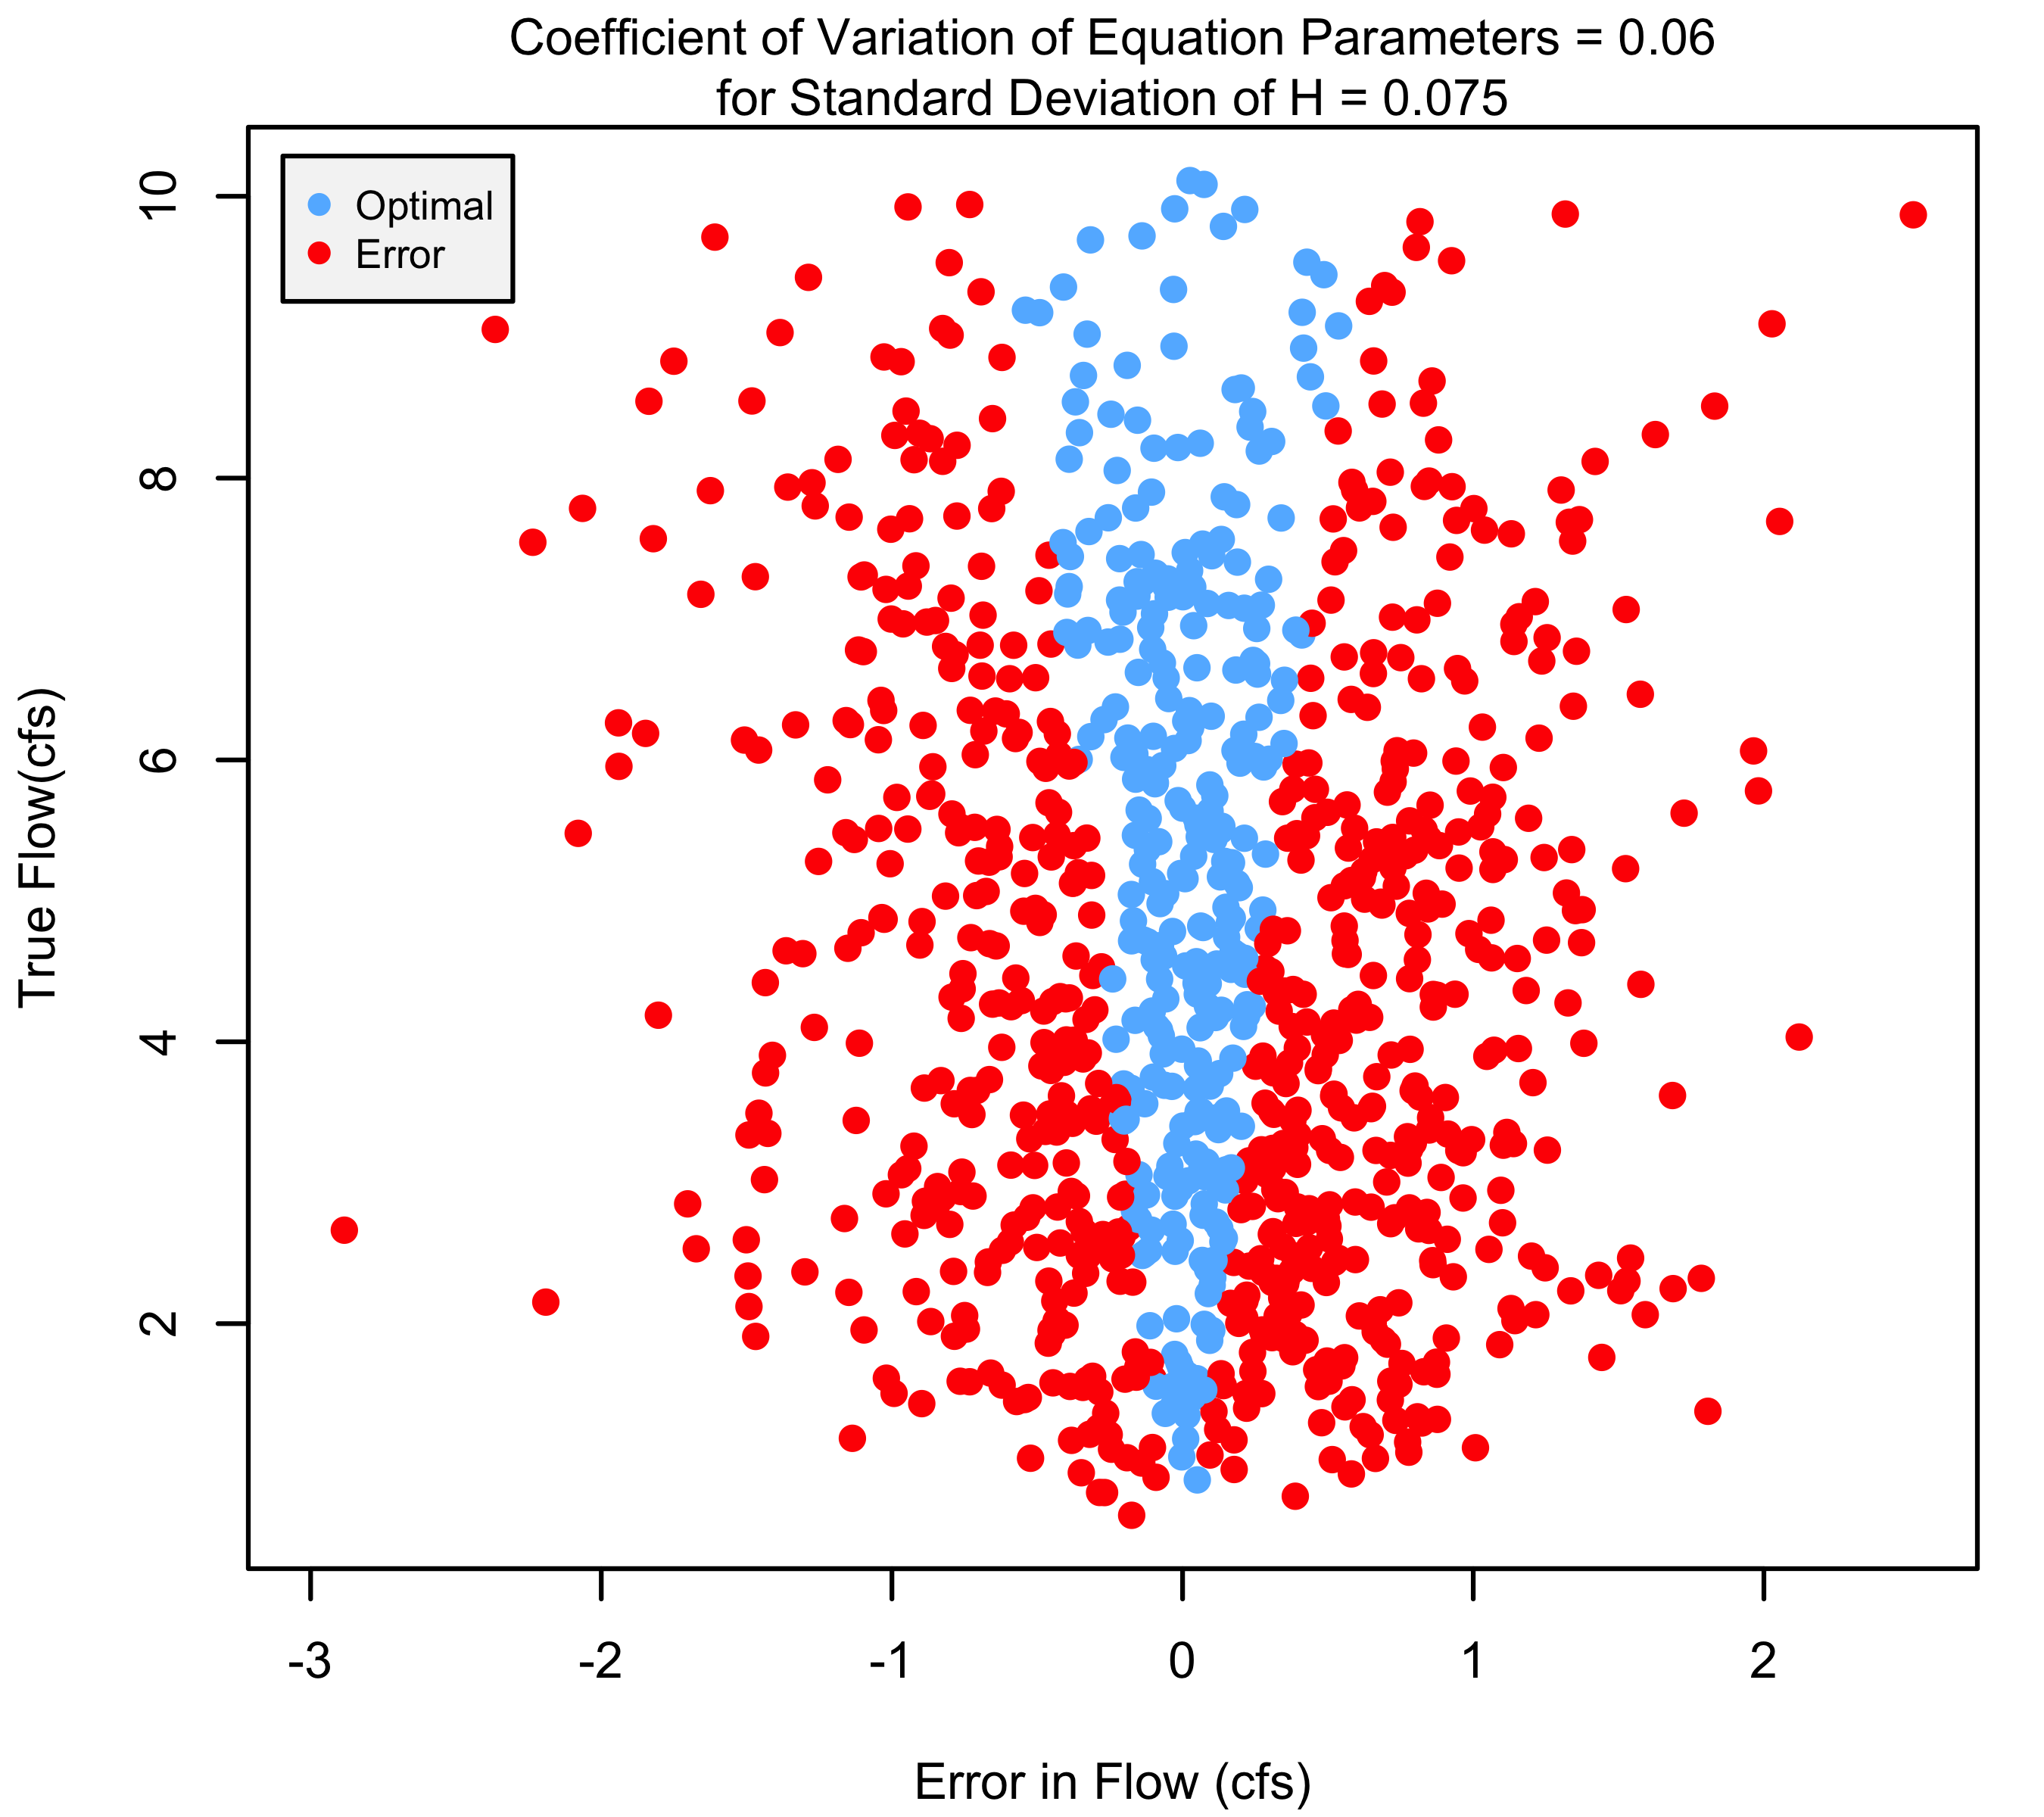 Coefficient of Variation of Equation Parameters = 0.06
for Standard Deviation of H = 0.075
Optimal
Error
10
8
6
4
2
True Flow(cfs)
-3 -2 -1 0 1 2
Error in Flow (cfs)